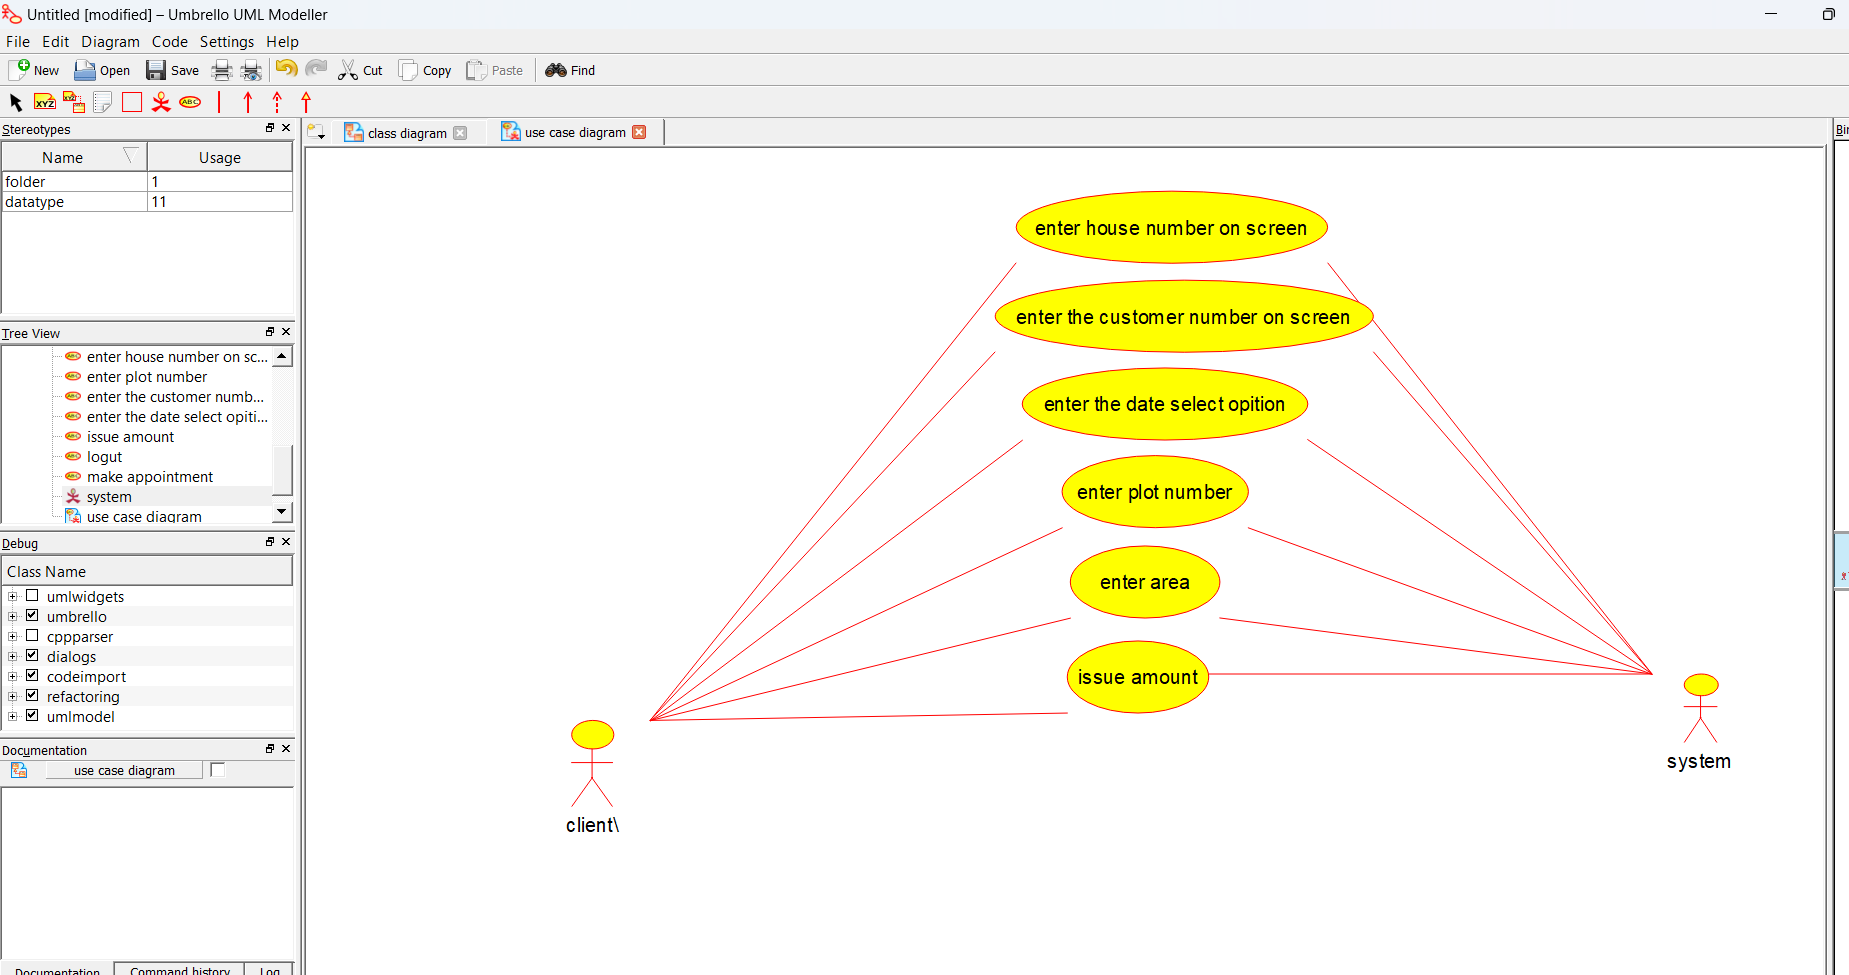 Untitled [modified] – Umbrello UML Modeller
File Edit Diagram Code Settings Help
New Open Save Cut Copy Paste Find
XYZ XYZ ABC
Stereotypes
class diagram
use case diagram
Name Usage
folder 1
datatype 11
Tree View
enter house number on sc...
enter plot number
enter the customer numb...
enter the date select opiti...
issue amount
logut
make appointment
system
use case diagram
Debug
Class Name
umlwidgets
umbrello
cppparser
dialogs
codeimport
refactoring
umlmodel
Documentation
use case diagram
Documentation Command history Log
enter house number on screen
enter the customer number on screen
enter the date select opition
enter plot number
enter area
issue amount
client\
system